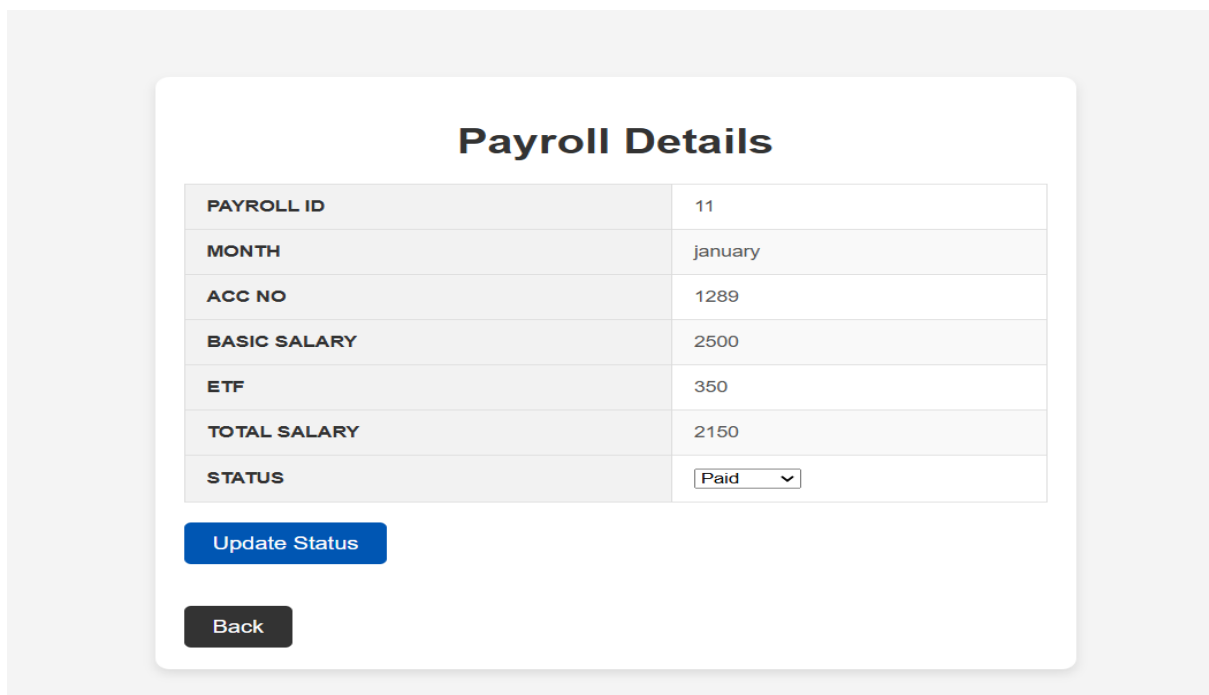 Payroll Details
PAYROLL ID 11
MONTH january
ACC NO 1289
BASIC SALARY 2500
ETF 350
TOTAL SALARY 2150
STATUS Paid
Update Status
Back